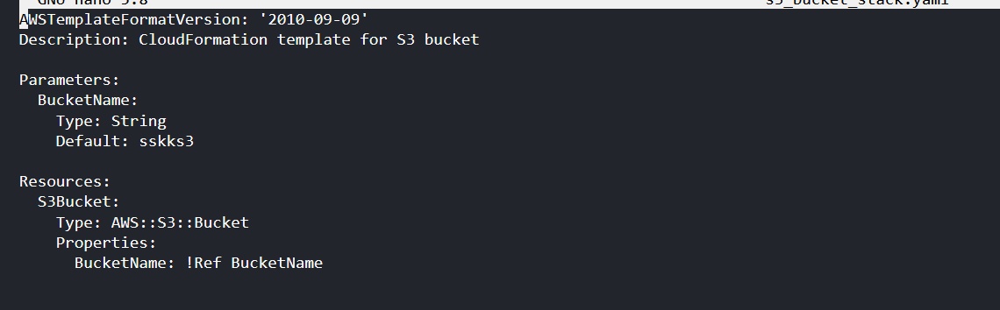 GNU nano 5.8 s3_bucket_stack.yaml
AWSTemplateFormatVersion: '2010-09-09'
Description: CloudFormation template for S3 bucket
Parameters:
  BucketName:
    Type: String
    Default: sskks3
Resources:
  S3Bucket:
    Type: AWS::S3::Bucket
    Properties:
      BucketName: !Ref BucketName